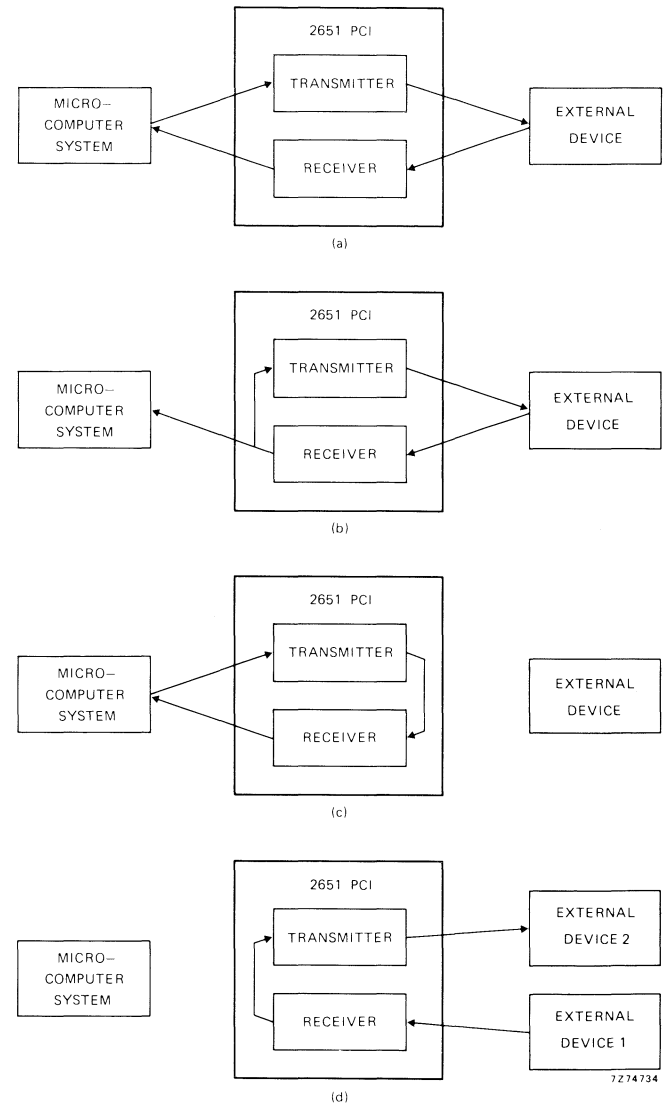 2651 PCI
TRANSMITTER
MICRO–
COMPUTER
SYSTEM
EXTERNAL
DEVICE
RECEIVER
(a)
2651 PCI
TRANSMITTER
MICRO–
COMPUTER
SYSTEM
EXTERNAL
DEVICE
RECEIVER
(b)
2651 PCI
TRANSMITTER
MICRO–
COMPUTER
SYSTEM
EXTERNAL
DEVICE
RECEIVER
(c)
2651 PCI
TRANSMITTER
EXTERNAL
DEVICE 2
MICRO–
COMPUTER
SYSTEM
RECEIVER
EXTERNAL
DEVICE 1
7Z74734
(d)